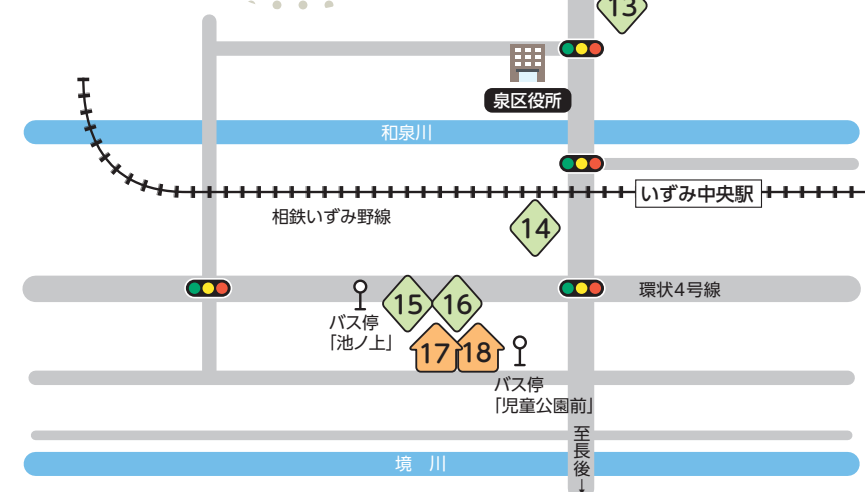 13
泉区役所
和泉川
いずみ中央駅
相鉄いずみ野線
14
環状4号線
15
16
バス停
「池ノ上」
17
18
バス停
「児童公園前」
至長後↓
境 川